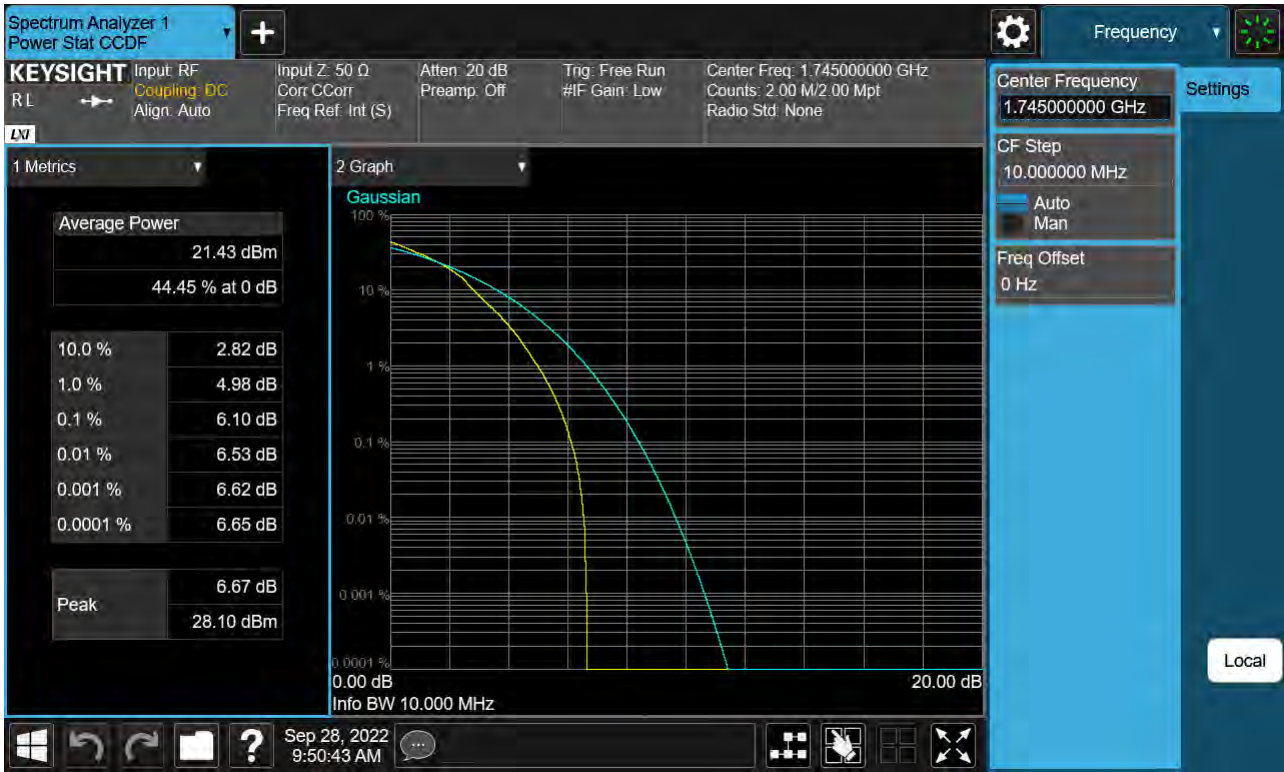 Spectrum Analyzer 1
Power Stat CCDF
Frequency
KEYSIGHT
R L
LXI
Input: RF
Coupling: DC
Align: Auto
Input Z: 50 Ω
Corr CCorr
Freq Ref: Int (S)
Atten: 20 dB
Preamp: Off
Trig: Free Run
#IF Gain: Low
Center Freq: 1.745000000 GHz
Counts: 2.00 M/2.00 Mpt
Radio Std: None
Center Frequency
1.745000000 GHz
Settings
CF Step
10.000000 MHz
Auto
Man
Freq Offset
0 Hz
Local
1 Metrics
Average Power
21.43 dBm
44.45 % at 0 dB
10.0 % 2.82 dB
1.0 % 4.98 dB
0.1 % 6.10 dB
0.01 % 6.53 dB
0.001 % 6.62 dB
0.0001 % 6.65 dB
Peak
6.67 dB
28.10 dBm
2 Graph
Gaussian
100 %
10 %
1 %
0.1 %
0.01 %
0.001 %
0.0001 %
0.00 dB 20.00 dB
Info BW 10.000 MHz
?
Sep 28, 2022
9:50:43 AM